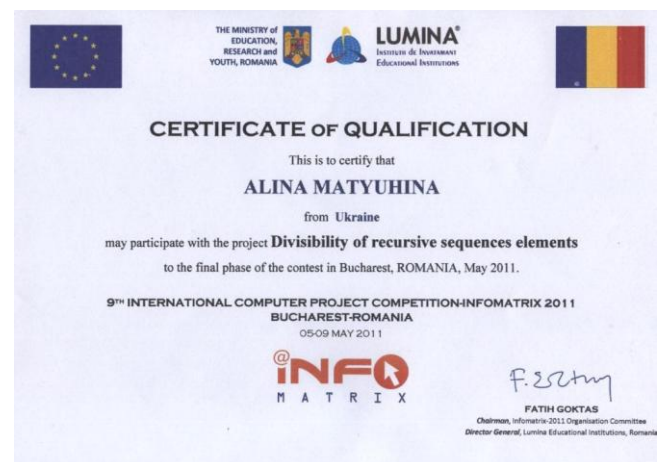 THE MINISTRY of
EDUCATION,
RESEARCH and
YOUTH, ROMANIA
LUMINA
Educational Institutions
CERTIFICATE OF QUALIFICATION
This is to certify that
ALINA MATYUHINA
from Ukraine
may participate with the project Divisibility of recursive sequences elements
to the final phase of the contest in Bucharest, ROMANIA, May 2011.
9TH INTERNATIONAL COMPUTER PROJECT COMPETITION-INFOMATRIX 2011
BUCHAREST-ROMANIA
05-09 MAY 2011
@
INFO
MATRIX
FATIH GOKTAS
Chairman, Infomatrix-2011 Organisation Committee
Director General, Lumina Educational Institutions, Romania